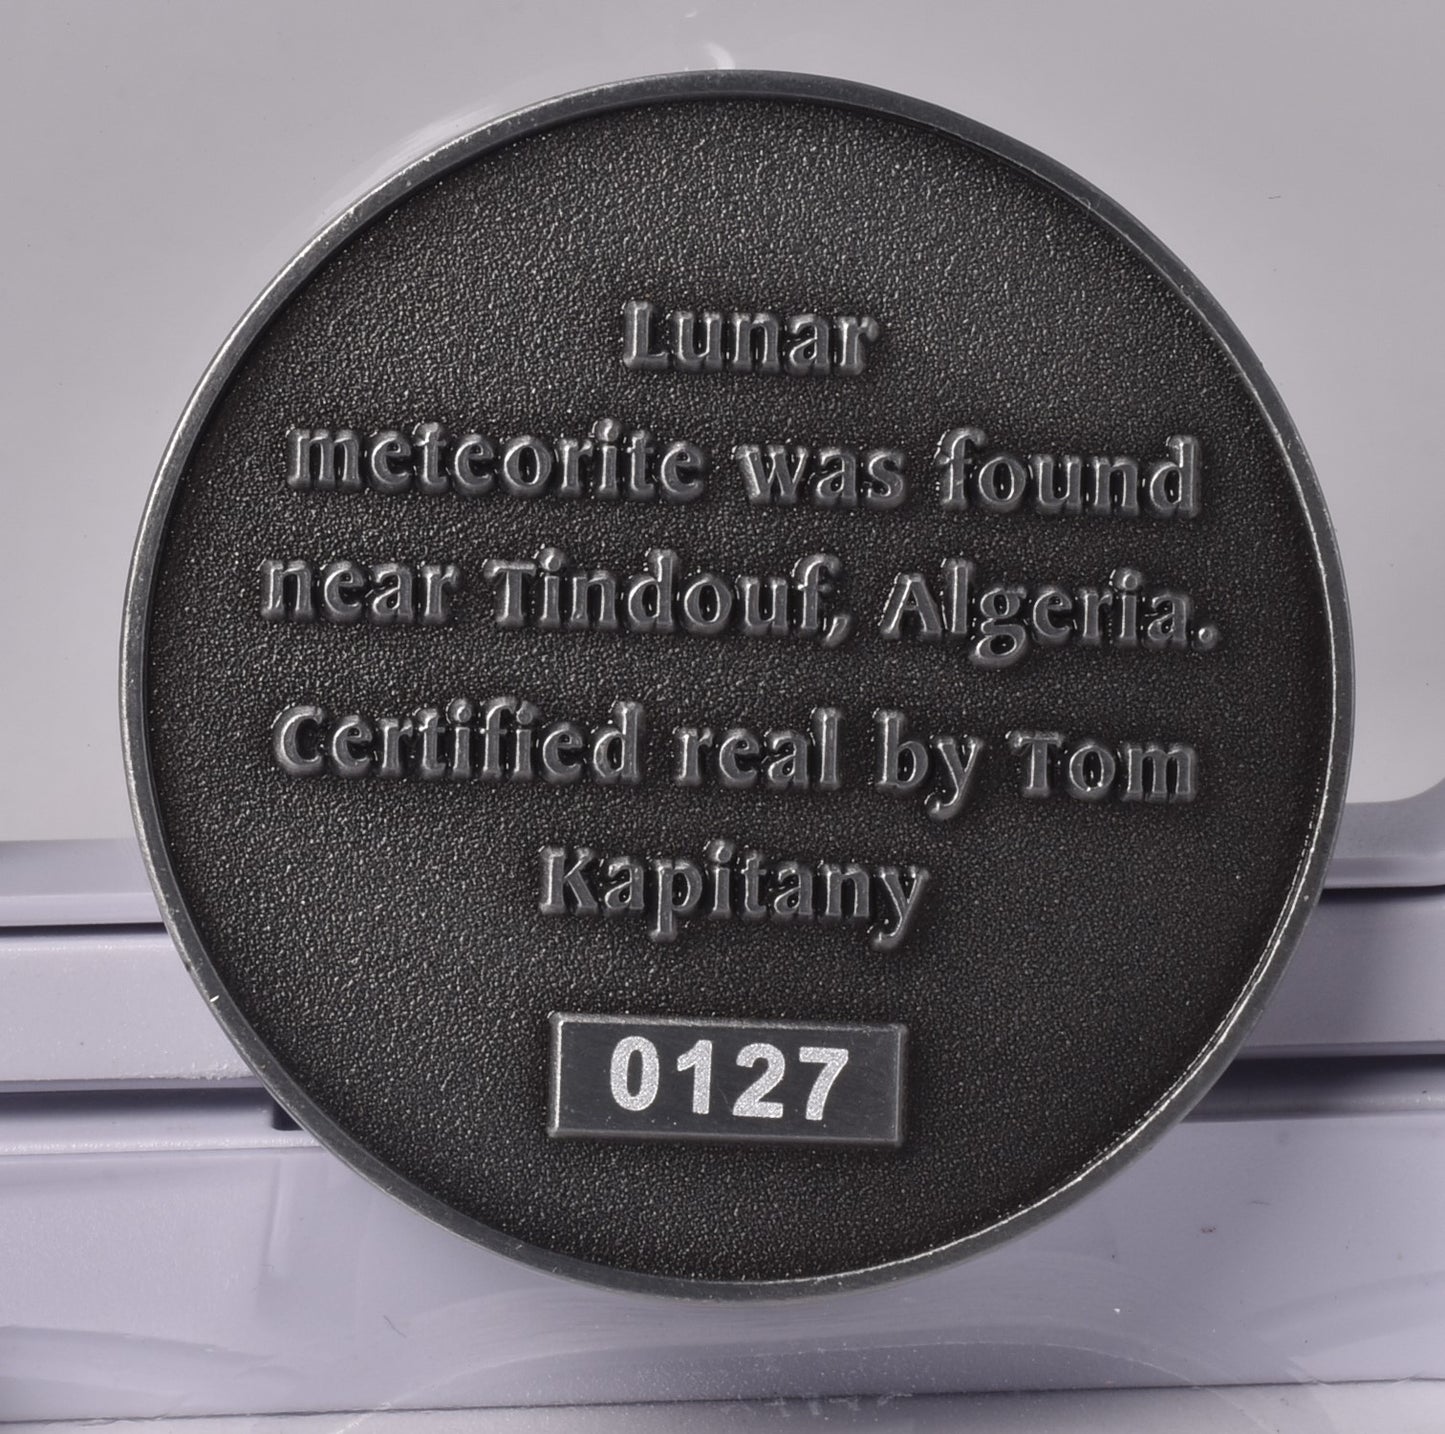 Lunar
meteorite was found
near Tindouf, Algeria.
Certified real by Tom
Kapitany
0127